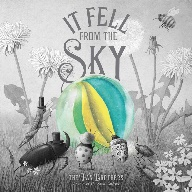 IT FELL
FROM THE
SKY
THE FAN BROTHERS